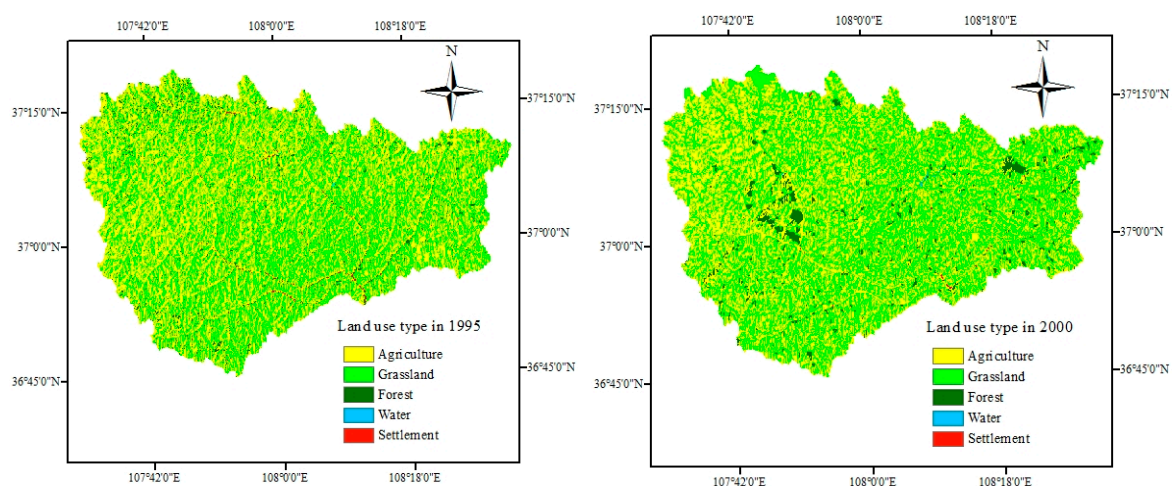 107°42'0"E 108°0'0"E 108°18'0"E
N
37°15'0"N 37°15'0"N
37°0'0"N 37°0'0"N
Land use type in 1995
Agriculture
36°45'0"N Grassland 36°45'0"N
Forest
Water
Settlement
107°42'0"E 108°0'0"E 108°18'0"E
107°42'0"E 108°0'0"E 108°18'0"E
N
37°15'0"N 37°15'0"N
37°0'0"N 37°0'0"N
Land use type in 2000
Agriculture
36°45'0"N Grassland 36°45'0"N
Forest
Water
Settlement
107°42'0"E 108°0'0"E 108°18'0"E